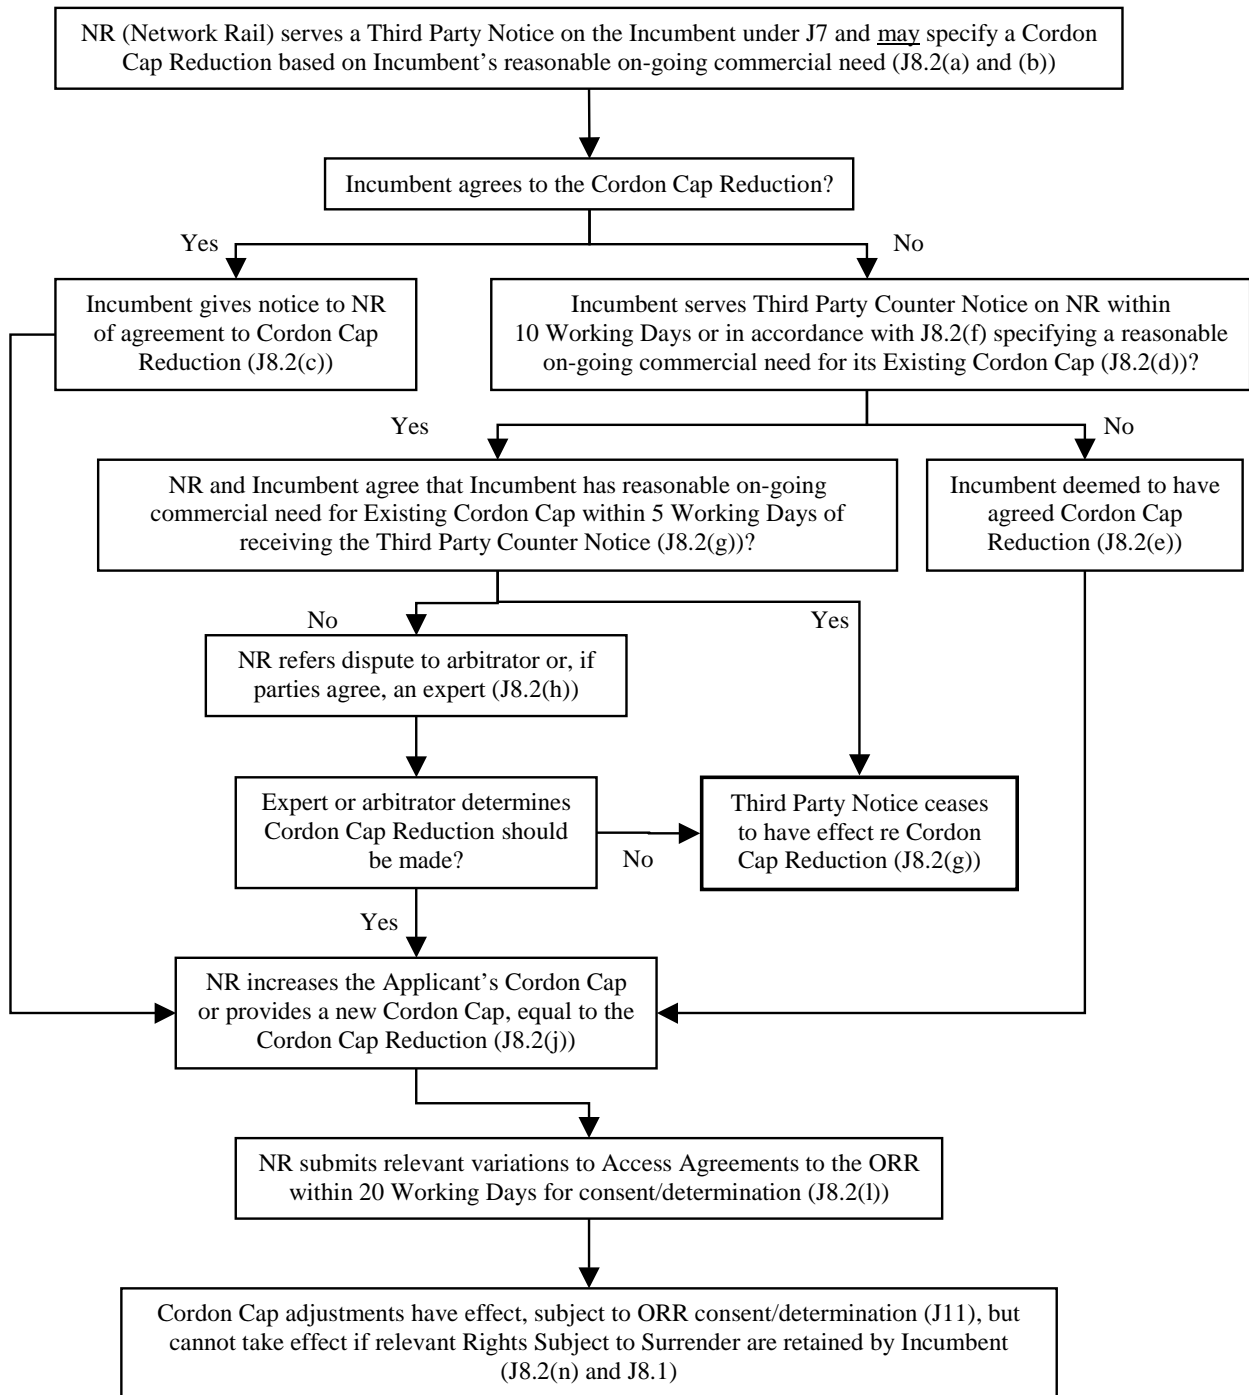 NR (Network Rail) serves a Third Party Notice on the Incumbent under J7 and may specify a Cordon
Cap Reduction based on Incumbent's reasonable on-going commercial need (J8.2(a) and (b))
Incumbent agrees to the Cordon Cap Reduction?
Yes
No
Incumbent gives notice to NR
of agreement to Cordon Cap
Reduction (J8.2(c))
Incumbent serves Third Party Counter Notice on NR within
10 Working Days or in accordance with J8.2(f) specifying a reasonable
on-going commercial need for its Existing Cordon Cap (J8.2(d))?
Yes
No
NR and Incumbent agree that Incumbent has reasonable on-going
commercial need for Existing Cordon Cap within 5 Working Days of
receiving the Third Party Counter Notice (J8.2(g))?
Incumbent deemed to have
agreed Cordon Cap
Reduction (J8.2(e))
No
Yes
NR refers dispute to arbitrator or, if
parties agree, an expert (J8.2(h))
Expert or arbitrator determines
Cordon Cap Reduction should
be made?
No
Third Party Notice ceases
to have effect re Cordon
Cap Reduction (J8.2(g))
Yes
NR increases the Applicant's Cordon Cap
or provides a new Cordon Cap, equal to the
Cordon Cap Reduction (J8.2(j))
NR submits relevant variations to Access Agreements to the ORR
within 20 Working Days for consent/determination (J8.2(l))
Cordon Cap adjustments have effect, subject to ORR consent/determination (J11), but
cannot take effect if relevant Rights Subject to Surrender are retained by Incumbent
(J8.2(n) and J8.1)